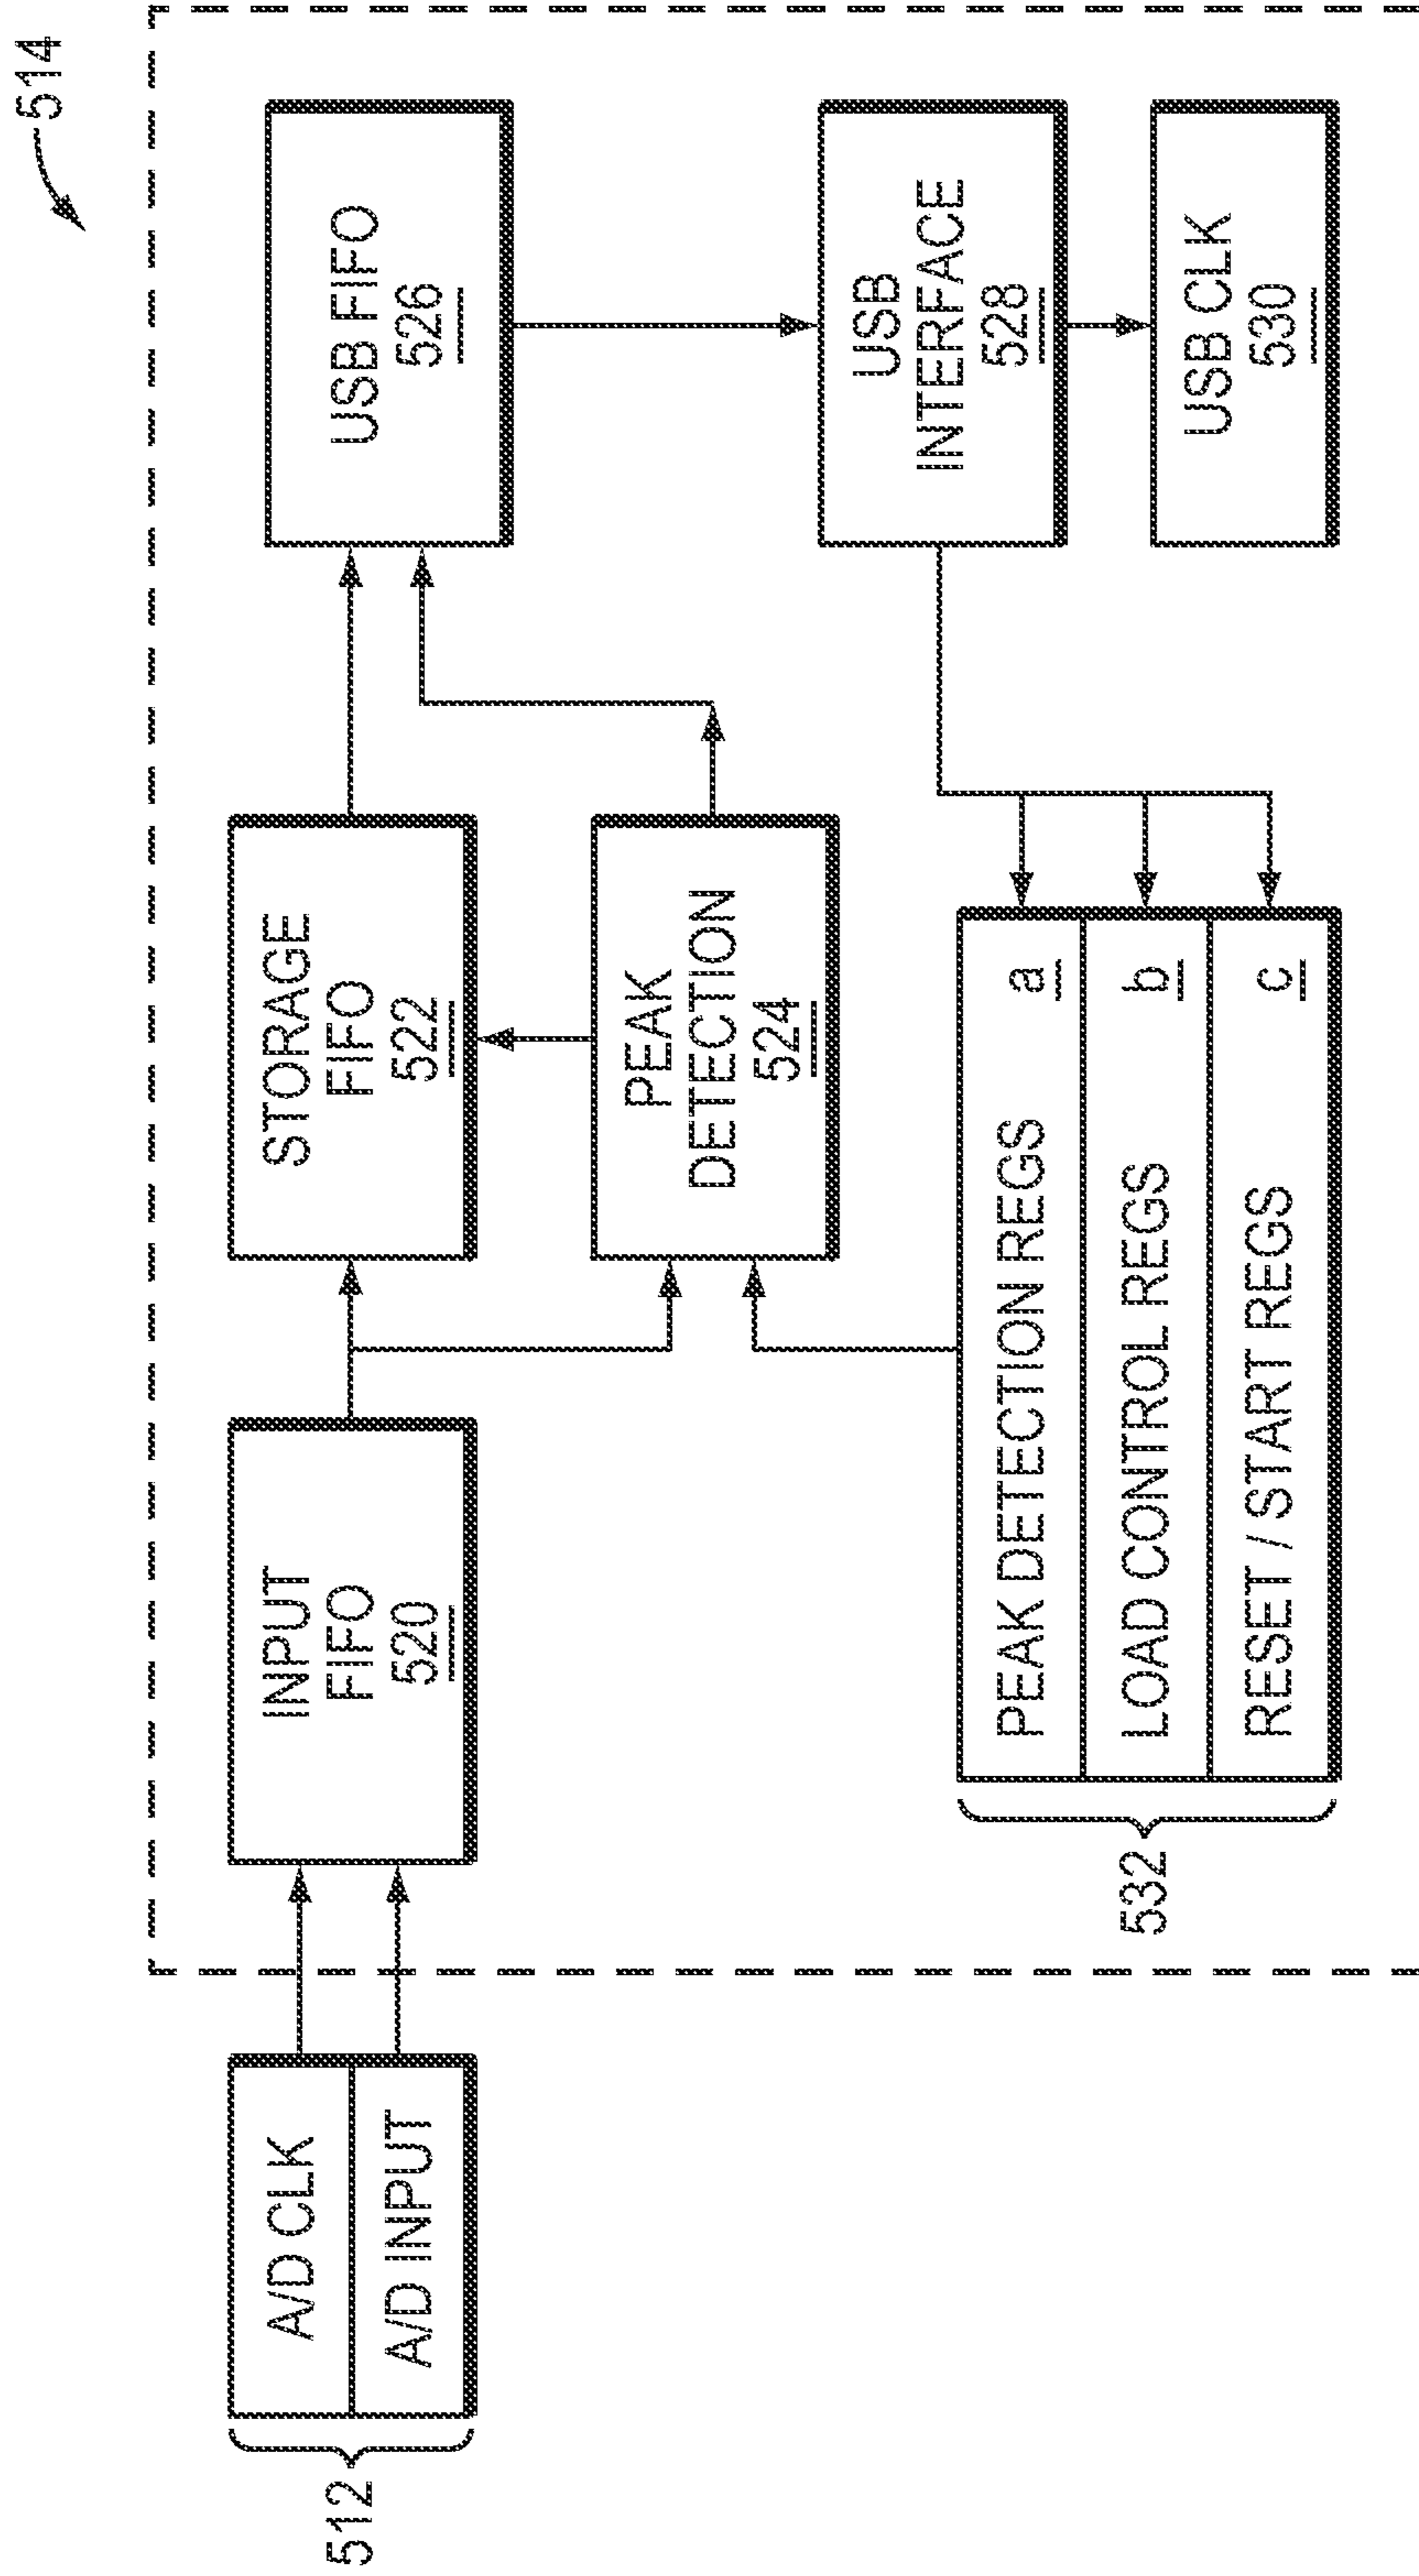 514
512
A/D CLK
A/D INPUT
INPUT
FIFO
520
STORAGE
FIFO
522
PEAK
DETECTION
524
USB FIFO
526
USB
INTERFACE
528
USB CLK
530
532
PEAK DETECTION REGS a
LOAD CONTROL REGS b
RESET / START REGS c